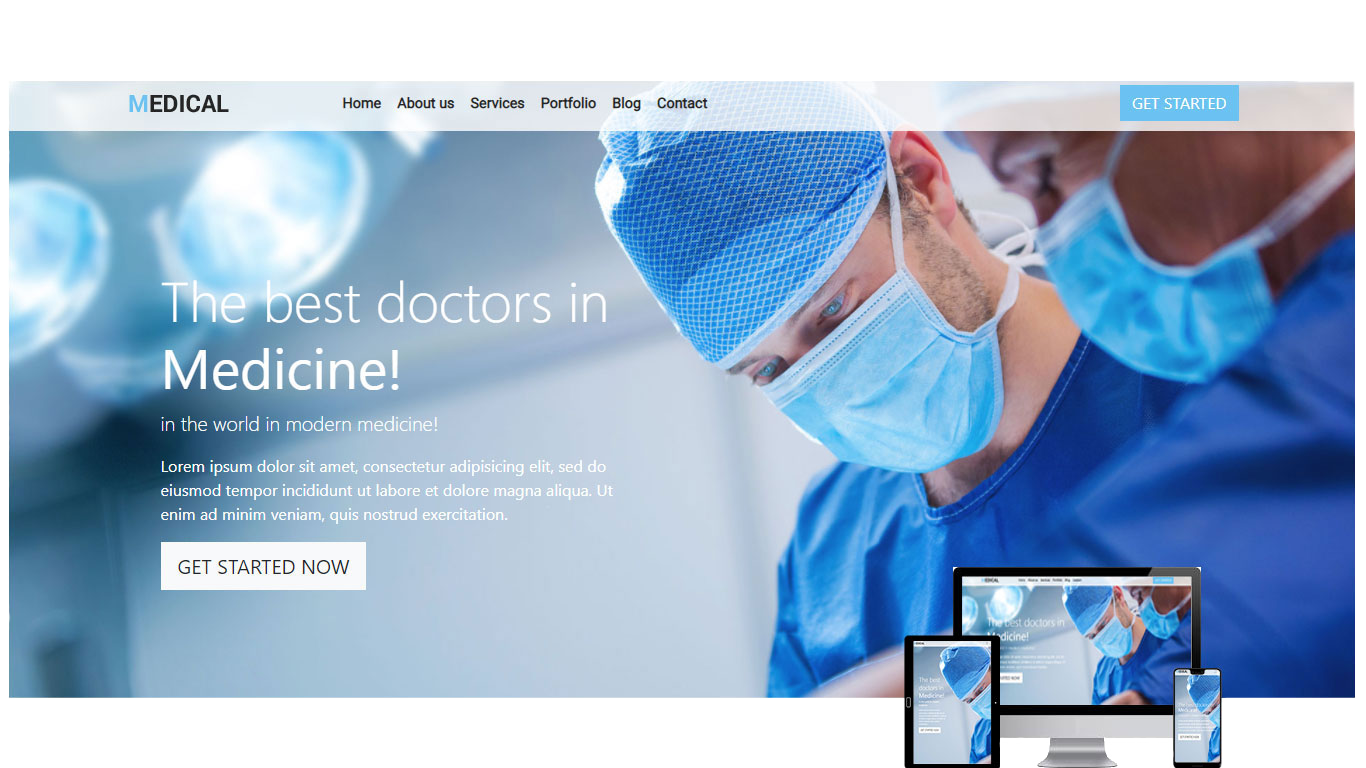 MEDICAL Home About us Services Portfolio Blog Contact GET STARTED
The best doctors in
Medicine!
in the world in modern medicine!
Lorem ipsum dolor sit amet, consectetur adipisicing elit, sed do
eiusmod tempor incididunt ut labore et dolore magna aliqua. Ut
enim ad minim veniam, quis nostrud exercitation.
GET STARTED NOW
The best doctors in
Medicine!
The best
doctors in
Medicine!